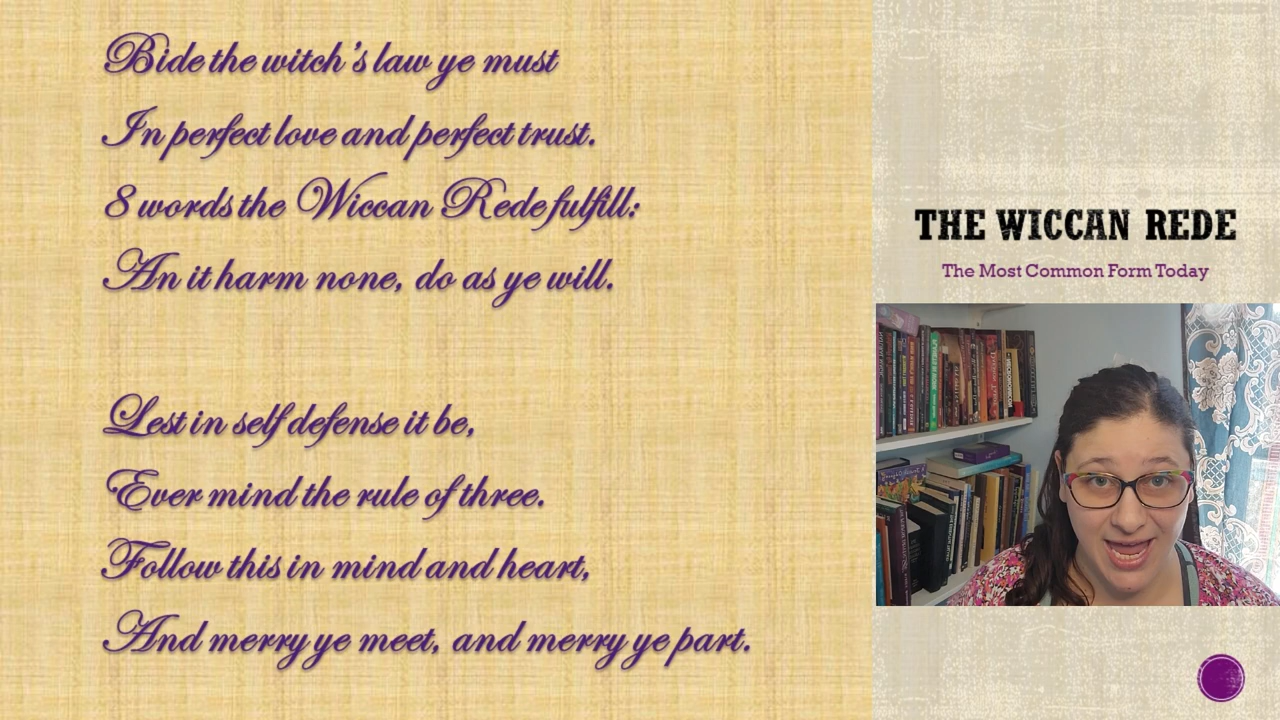 Bide the witch's law ye must
In perfect love and perfect trust.
8 words the Wiccan Rede fulfill:
An it harm none, do as ye will.
Lest in self defense it be,
Ever mind the rule of three.
Follow this in mind and heart,
And merry ye meet, and merry ye part.
THE WICCAN REDE
The Most Common Form Today